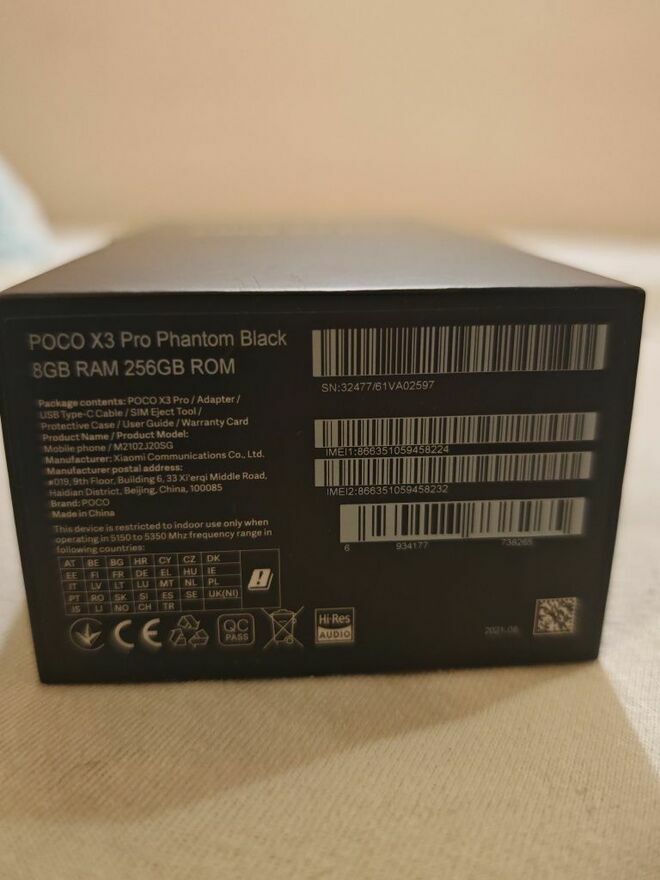 POCO X3 Pro Phantom Black
8GB RAM 256GB ROM
Package contents: POCO X3 Pro / Adapter /
USB Type-C Cable / SIM Eject Tool /
Protective Case / User Guide / Warranty Card
Product Name / Product Model:
Mobile phone / M2102J20SG
Manufacturer: Xiaomi Communications Co., Ltd.
Manufacturer postal address:
#019, 9th Floor, Building 6, 33 Xi'erqi Middle Road,
Haidian District, Beijing, China, 100085
Brand: POCO
Made in China
This device is restricted to indoor use only when
operating in 5150 to 5350 Mhz frequency range in
following countries:
AT BE BG HR CY CZ DK
EE FI FR DE EL HU IE
IT LV LT LU MT NL PL
PT RO SK SI ES SE UK(NI)
IS LI NO CH TR
CE
QC
PASS
Hi-Res
AUDIO
SN:32477/61VA02597
IMEI1:866351059458224
IMEI2:866351059458232
6 934177 738265
2021.06